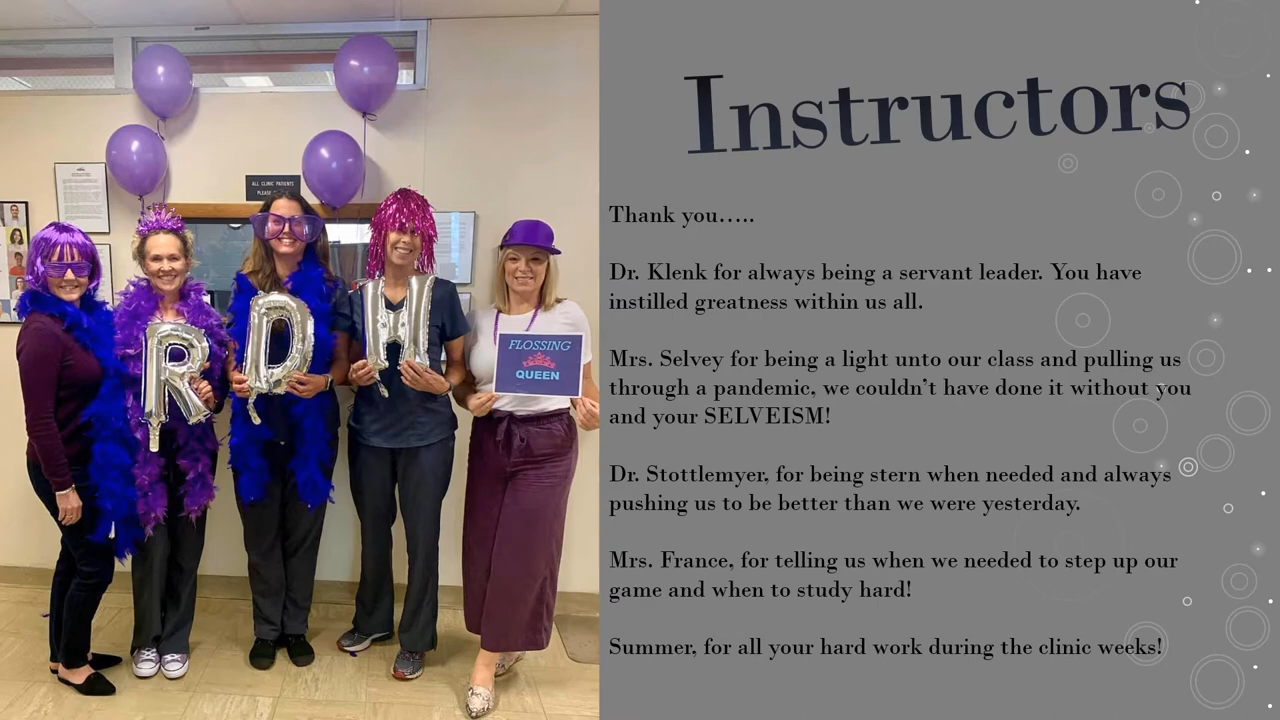 ALL CLINIC PATIENTS
PLEASE
R D H
FLOSSING
QUEEN
Instructors
Thank you…..
Dr. Klenk for always being a servant leader. You have
instilled greatness within us all.
Mrs. Selvey for being a light unto our class and pulling us
through a pandemic, we couldn't have done it without you
and your SELVEISM!
Dr. Stottlemyer, for being stern when needed and always
pushing us to be better than we were yesterday.
Mrs. France, for telling us when we needed to step up our
game and when to study hard!
Summer, for all your hard work during the clinic weeks!